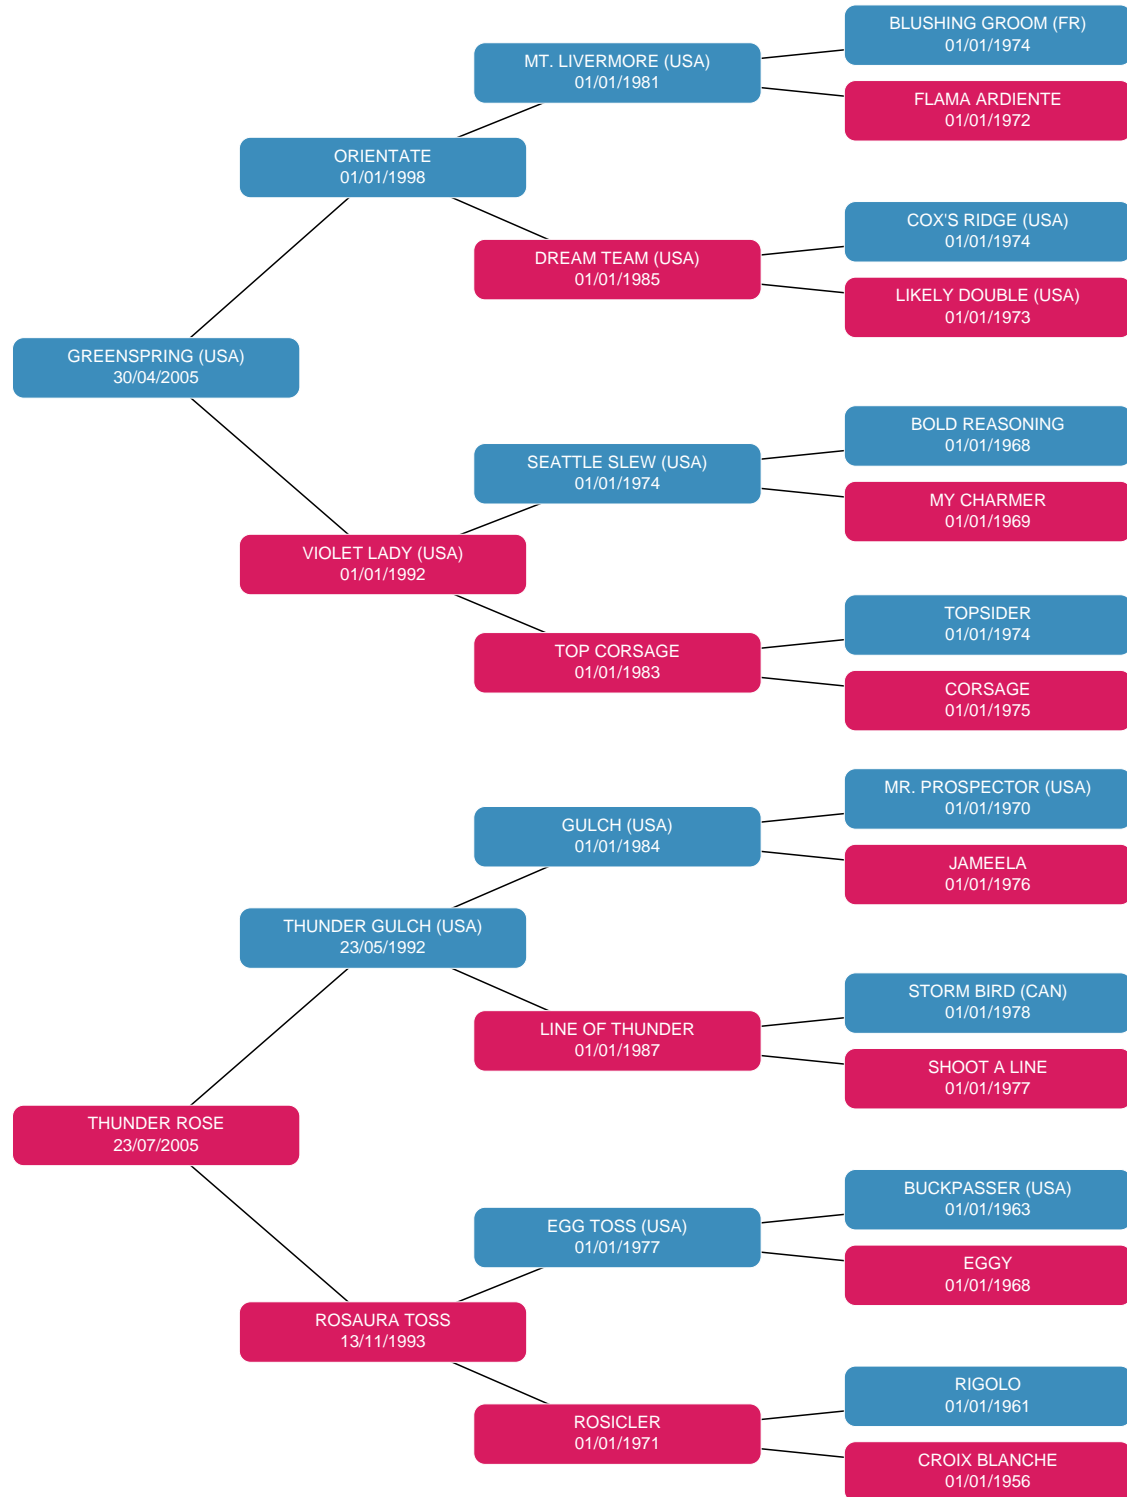 BLUSHING GROOM (FR)
01/01/1974
MT. LIVERMORE (USA)
01/01/1981
FLAMA ARDIENTE
01/01/1972
ORIENTATE
01/01/1998
COX'S RIDGE (USA)
01/01/1974
DREAM TEAM (USA)
01/01/1985
LIKELY DOUBLE (USA)
01/01/1973
GREENSPRING (USA)
30/04/2005
BOLD REASONING
01/01/1968
SEATTLE SLEW (USA)
01/01/1974
MY CHARMER
01/01/1969
VIOLET LADY (USA)
01/01/1992
TOPSIDER
01/01/1974
TOP CORSAGE
01/01/1983
CORSAGE
01/01/1975
MR. PROSPECTOR (USA)
01/01/1970
GULCH (USA)
01/01/1984
JAMEELA
01/01/1976
THUNDER GULCH (USA)
23/05/1992
STORM BIRD (CAN)
01/01/1978
LINE OF THUNDER
01/01/1987
SHOOT A LINE
01/01/1977
THUNDER ROSE
23/07/2005
BUCKPASSER (USA)
01/01/1963
EGG TOSS (USA)
01/01/1977
EGGY
01/01/1968
ROSAURA TOSS
13/11/1993
RIGOLO
01/01/1961
ROSICLER
01/01/1971
CROIX BLANCHE
01/01/1956